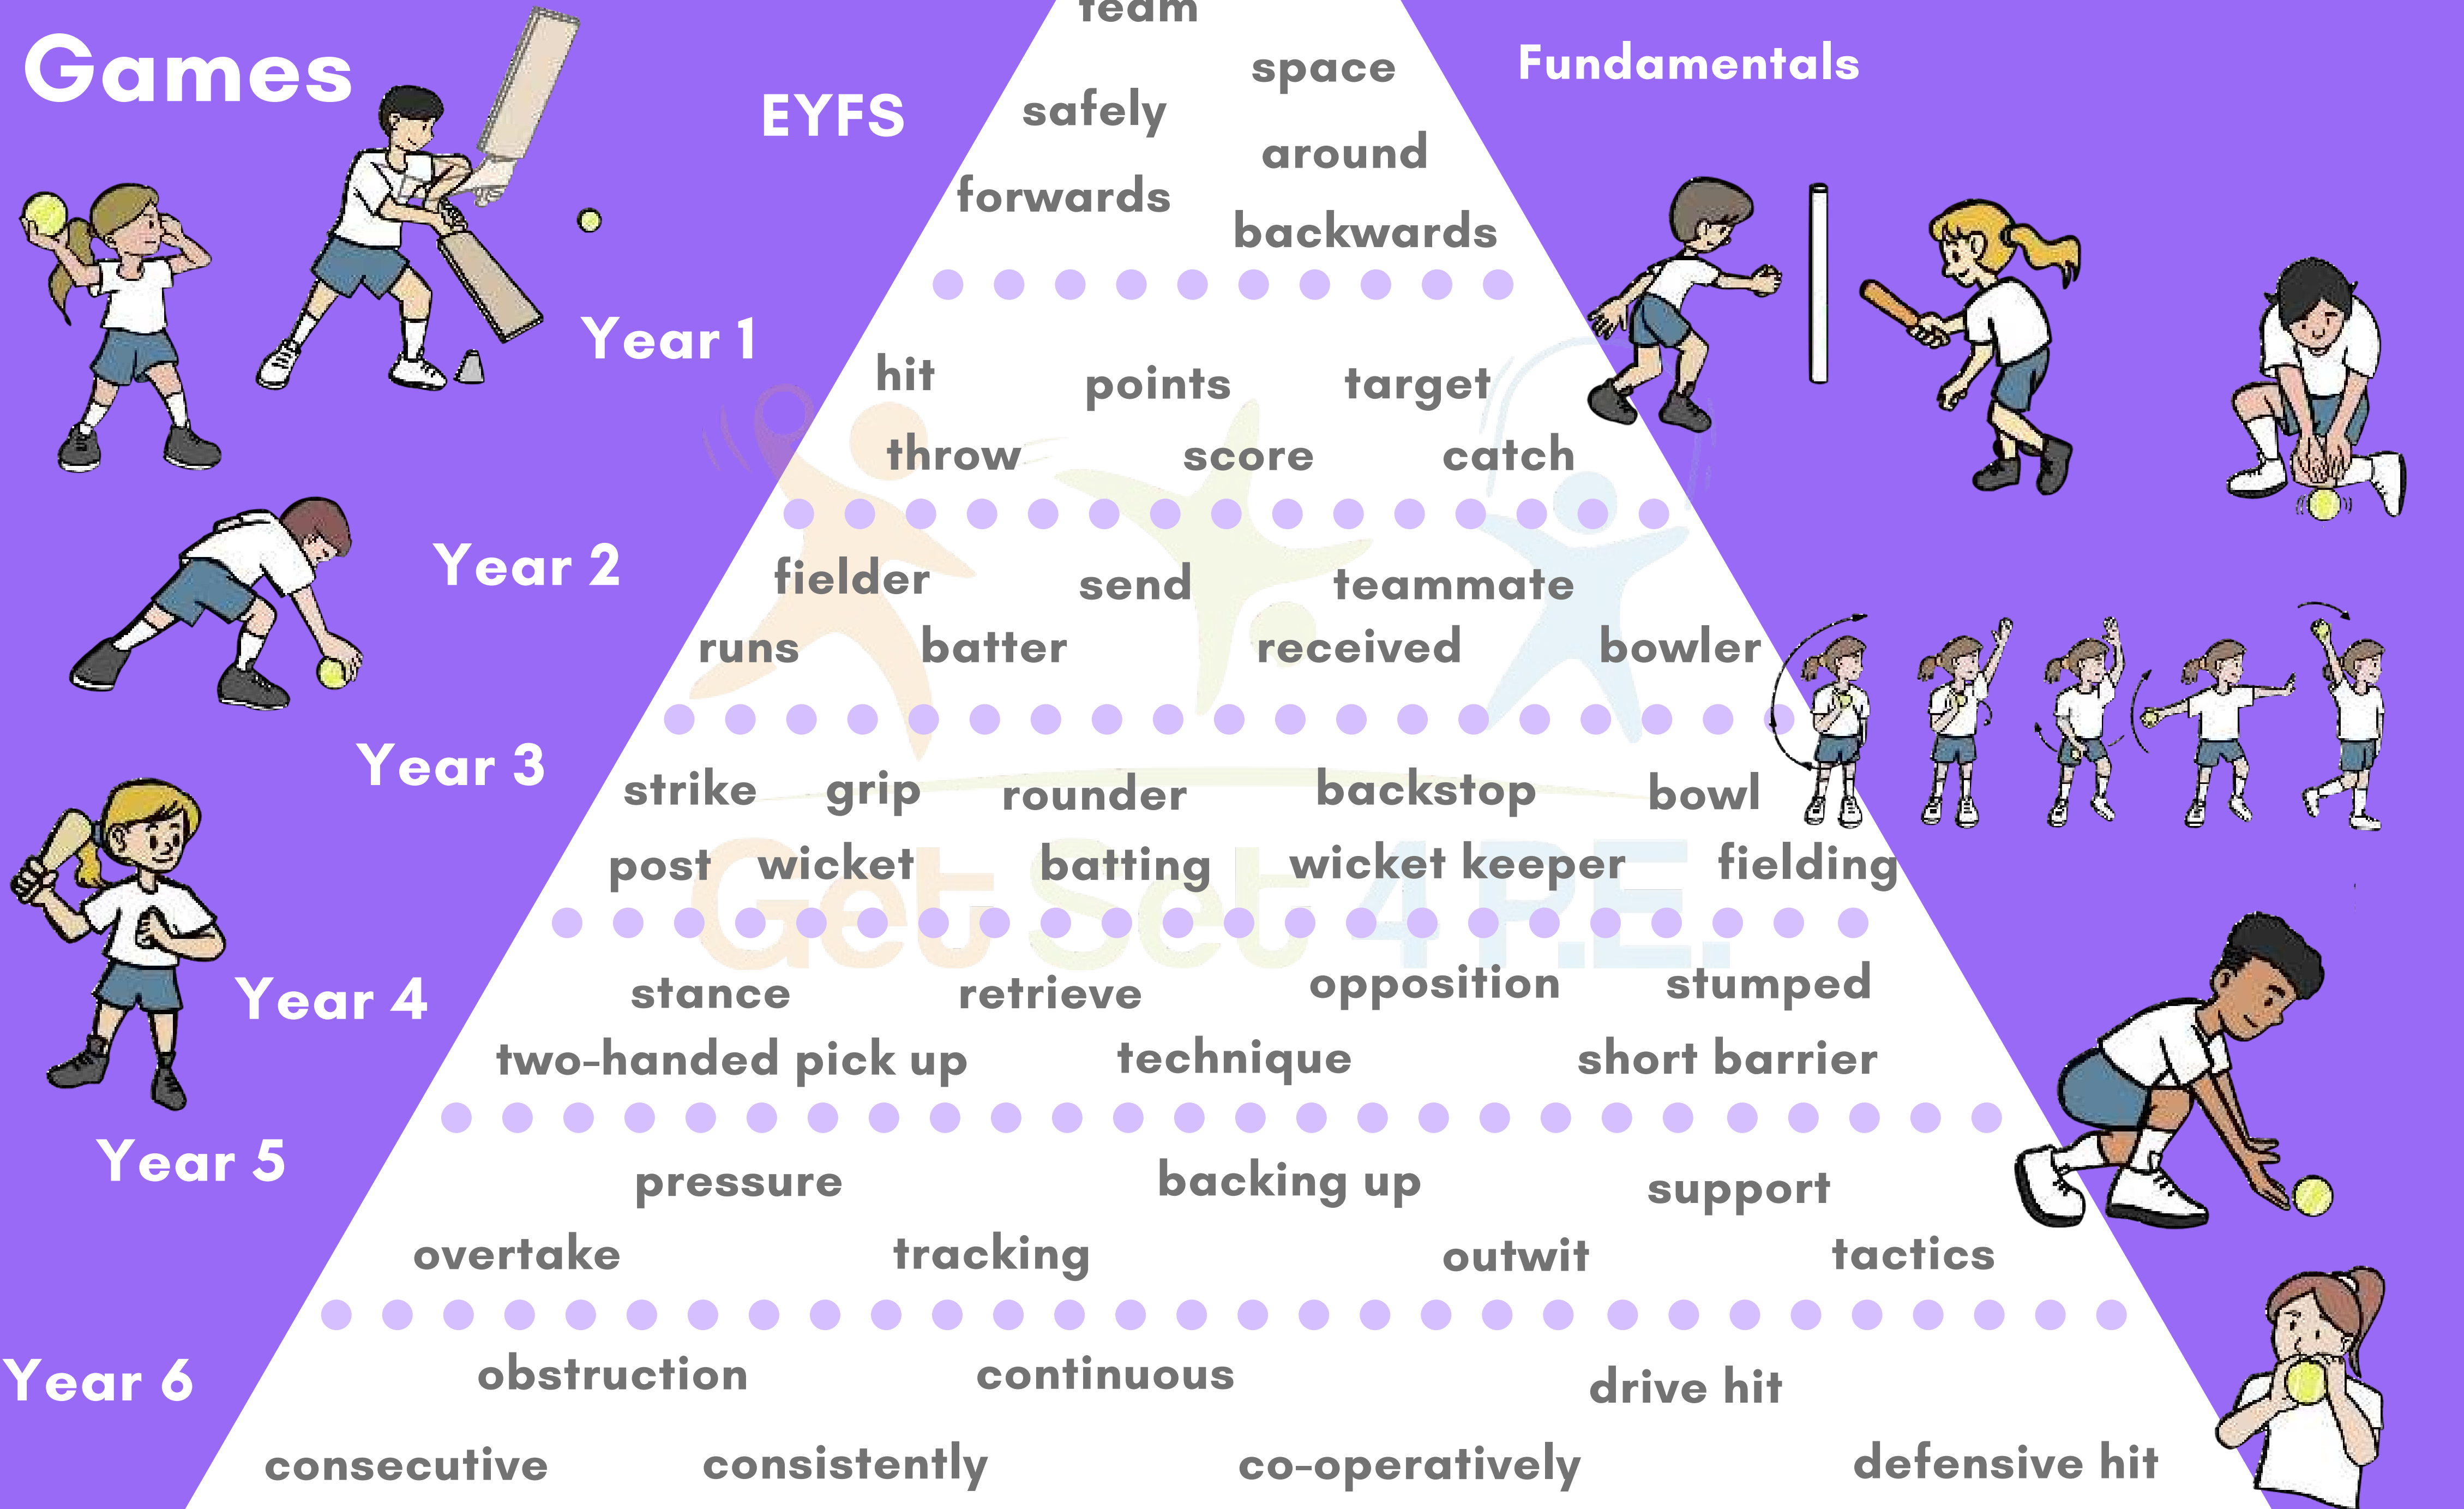 Games
team
space
Fundamentals
EYFS
safely
around
forwards
backwards
Year 1
hit points target
throw score catch
Year 2
fielder send teammate
runs batter received bowler
Year 3
strike grip rounder backstop bowl
post wicket batting wicket keeper fielding
Get Set 4 P.E.
Year 4
stance retrieve opposition stumped
two-handed pick up technique short barrier
Year 5
pressure backing up support
overtake tracking outwit tactics
Year 6
obstruction continuous drive hit
consecutive consistently co-operatively defensive hit